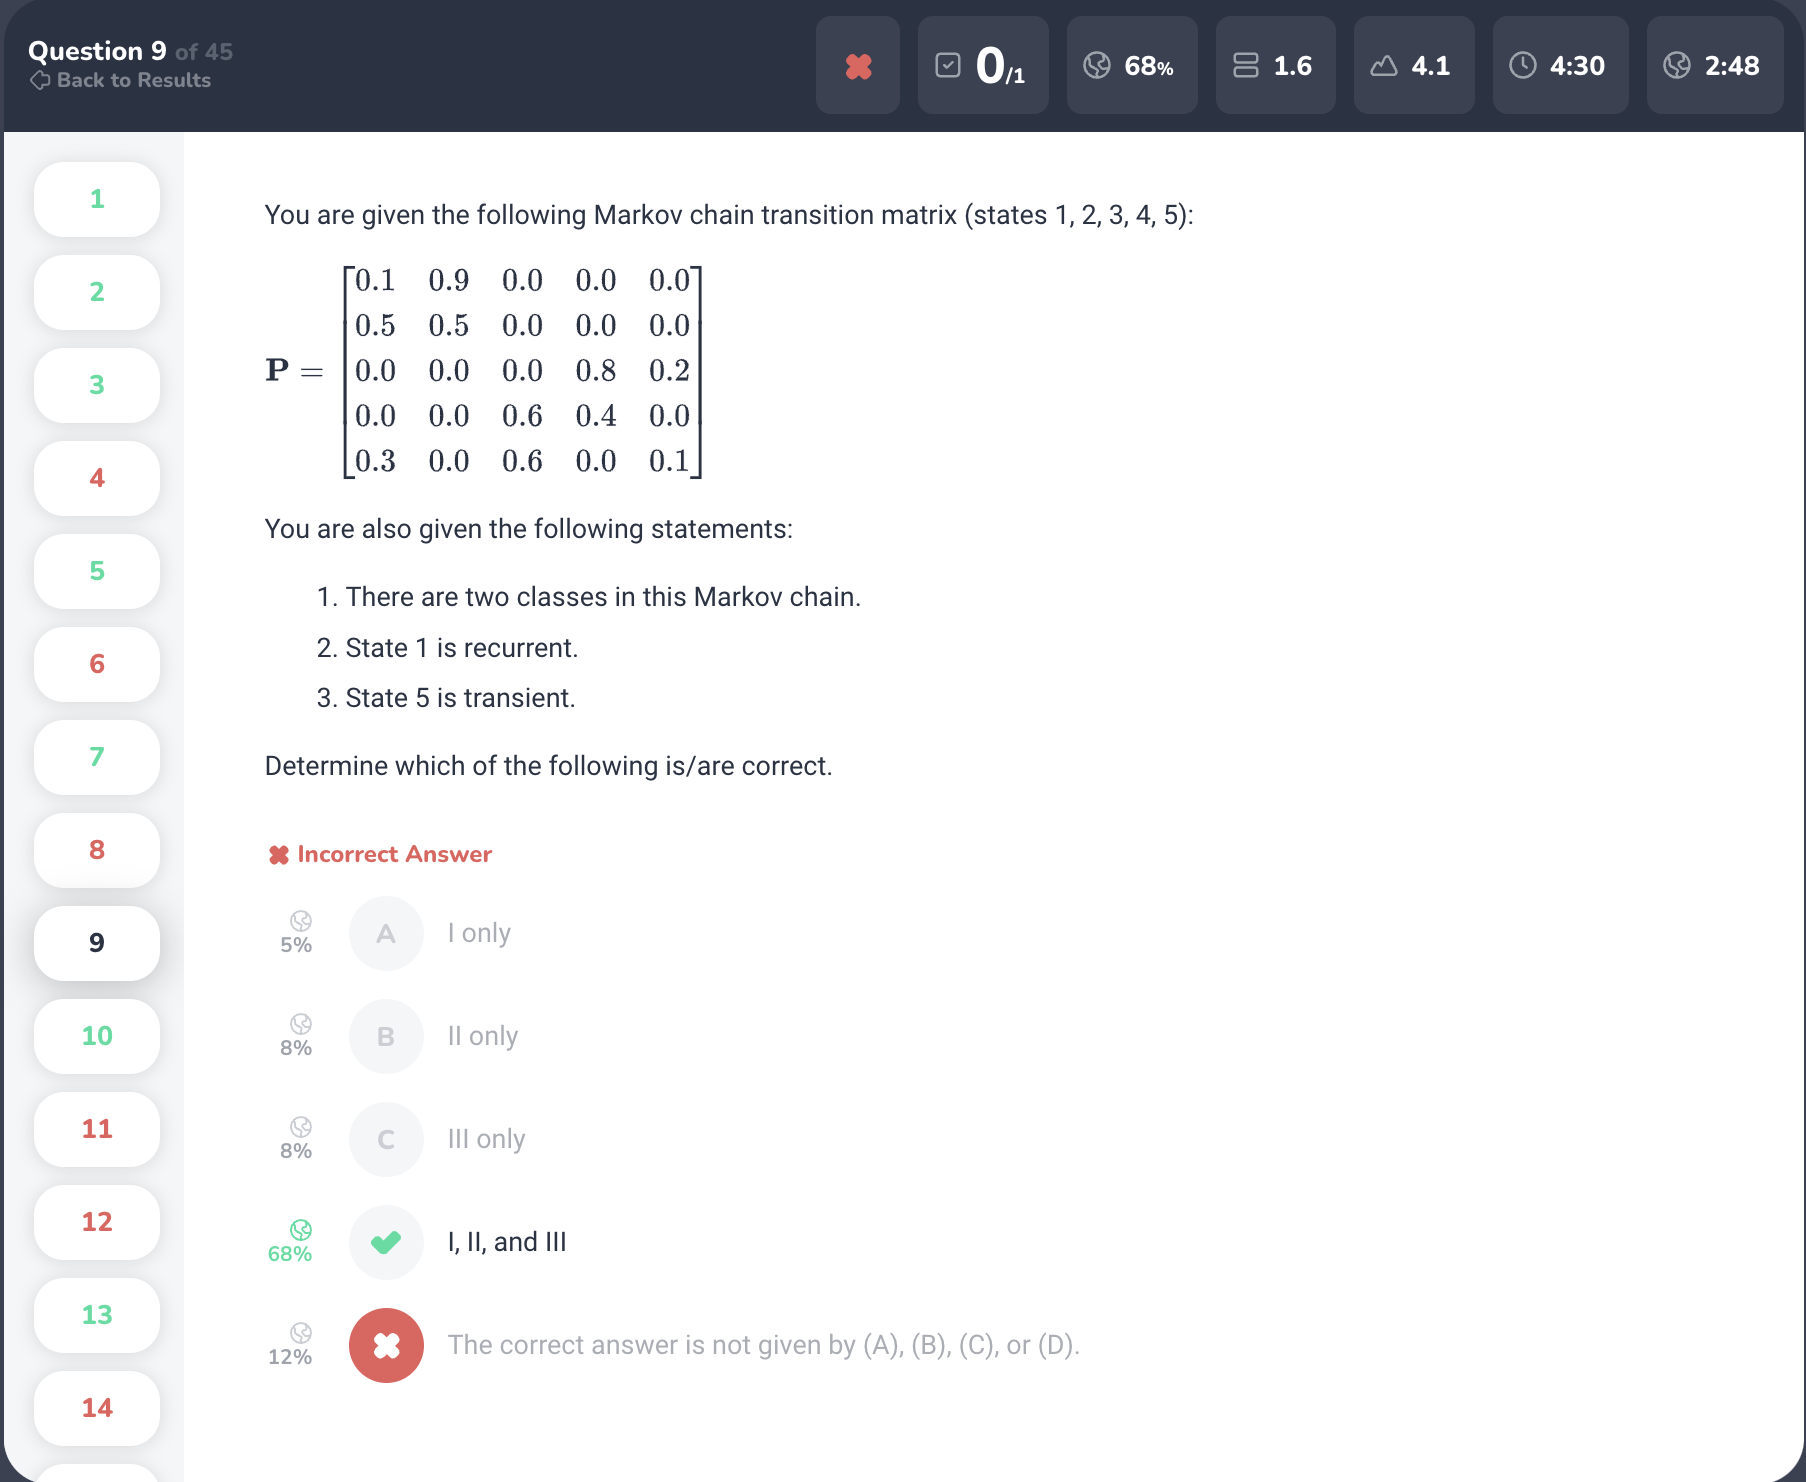 Question 9 of 45
Back to Results
0/1
68%
1.6
4.1
4:30
2:48
1
2
3
4
5
6
7
8
9
10
11
12
13
14
You are given the following Markov chain transition matrix (states 1, 2, 3, 4, 5):
0.1 0.9 0.0 0.0 0.0
0.5 0.5 0.0 0.0 0.0
P = 0.0 0.0 0.0 0.8 0.2
0.0 0.0 0.6 0.4 0.0
0.3 0.0 0.6 0.0 0.1
You are also given the following statements:
1. There are two classes in this Markov chain.
2. State 1 is recurrent.
3. State 5 is transient.
Determine which of the following is/are correct.
Incorrect Answer
5% A I only
8% B II only
8% C III only
68% I, II, and III
12% The correct answer is not given by (A), (B), (C), or (D).